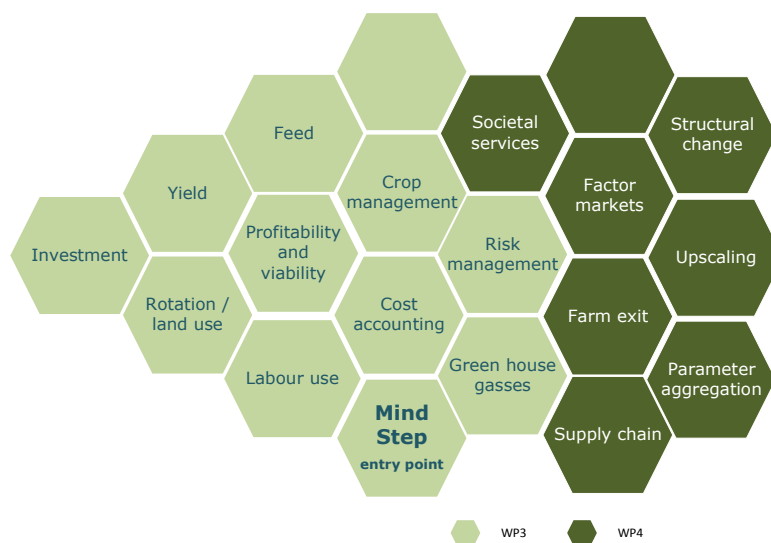 Feed
Societal
services
Structural
change
Yield
Crop
management
Factor
markets
Investment
Profitability
and
viability
Risk
management
Upscaling
Rotation /
land use
Cost
accounting
Farm exit
Labour use
Green house
gasses
Parameter
aggregation
Mind
Step
entry point
Supply chain
WP3
WP4